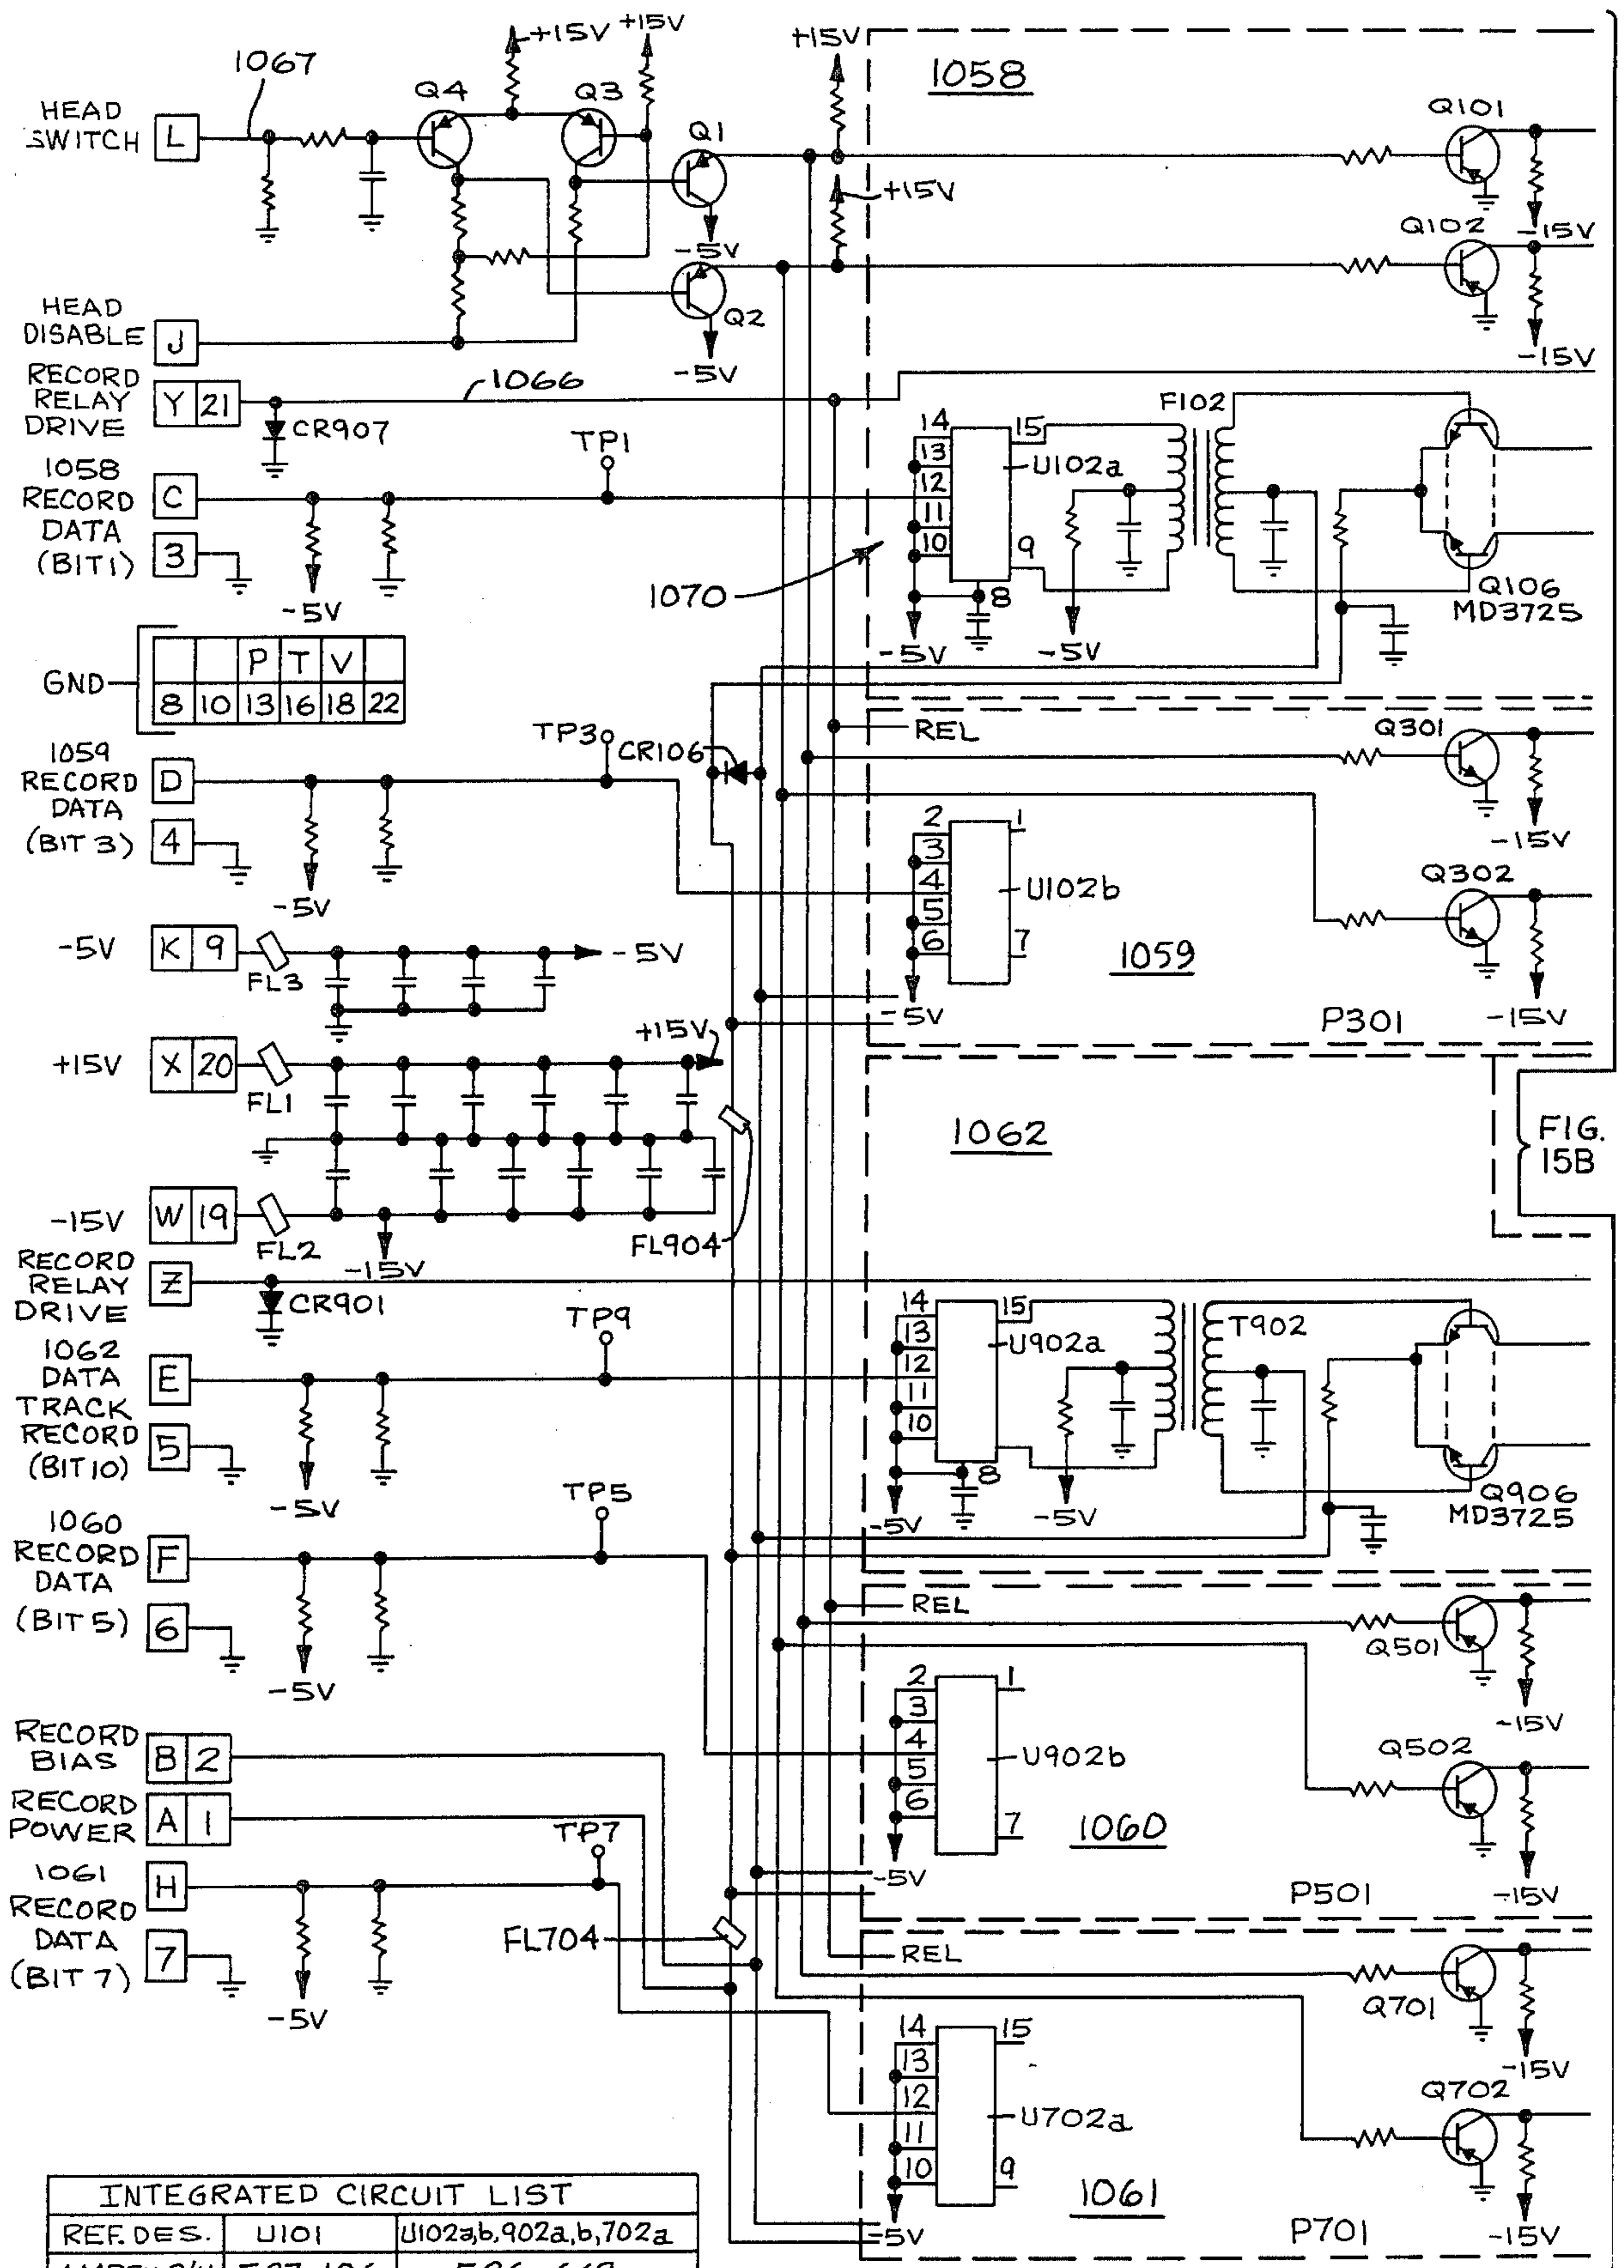 +15V
+15V
+15V
1067
1058
HEAD
SWITCH
L
Q4
Q3
Q1
Q101
+15V
-15V
-5V
Q102
Q2
HEAD
DISABLE
J
-5V
-15V
RECORD
RELAY
DRIVE
Y 21
1066
CR907
F102
TP1
14
13
12
11
10
15
9
8
U102a
1058
RECORD
DATA
(BIT 1)
C
3
-5V
1070
-5V
-5V
Q106
MD3725
GND
P T V
8 10 13 16 18 22
TP3
CR106
REL
Q301
1059
RECORD
DATA
(BIT 3)
D
4
-5V
2
3
4
5
6
1
7
U102b
-15V
Q302
1059
-5V
K 9
FL3
-5V
-5V
P301
-15V
+15V
X 20
FL1
+15V
1062
FIG.
15B
-15V
W 19
FL2
-15V
FL904
RECORD
RELAY
DRIVE
Z
CR901
TP9
14
13
12
11
10
15
8
U902a
T902
1062
DATA
TRACK
RECORD
(BIT 10)
E
5
-5V
-5V
-5V
Q906
MD3725
TP5
1060
RECORD
DATA
(BIT 5)
F
6
-5V
REL
Q501
-15V
2
3
4
5
6
1
7
U902b
Q502
RECORD
BIAS
B 2
RECORD
POWER
A 1
1060
-5V
P501
-15V
TP7
1061
RECORD
DATA
(BIT 7)
H
7
-5V
FL704
REL
Q701
-15V
14
13
12
11
10
15
9
U702a
Q702
1061
-5V
P701
-15V
INTEGRATED CIRCUIT LIST
REF. DES. U101 U102a,b,902a,b,702a